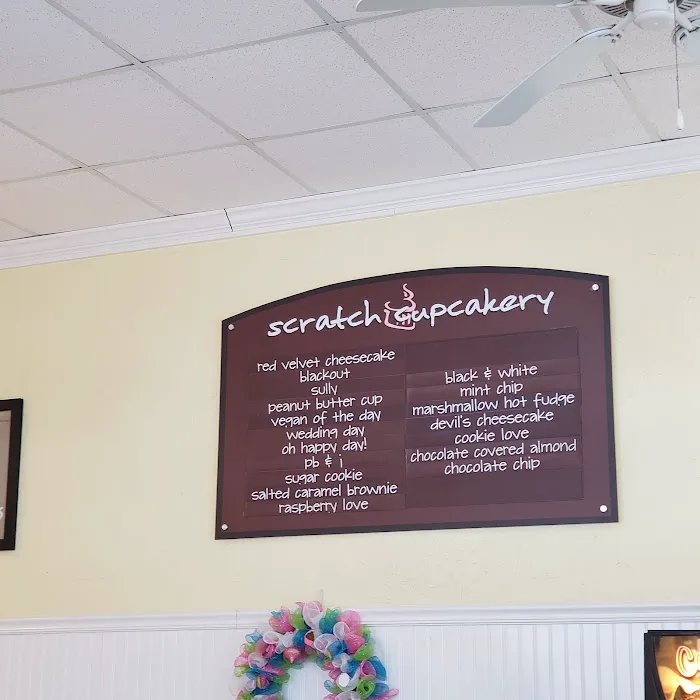 scratch cupcakery
red velvet cheesecake
blackout
sully
peanut butter cup
vegan of the day
wedding day
oh happy day!
pb & j
sugar cookie
salted caramel brownie
raspberry love
black & white
mint chip
marshmallow hot fudge
devil's cheesecake
cookie love
chocolate covered almond
chocolate chip